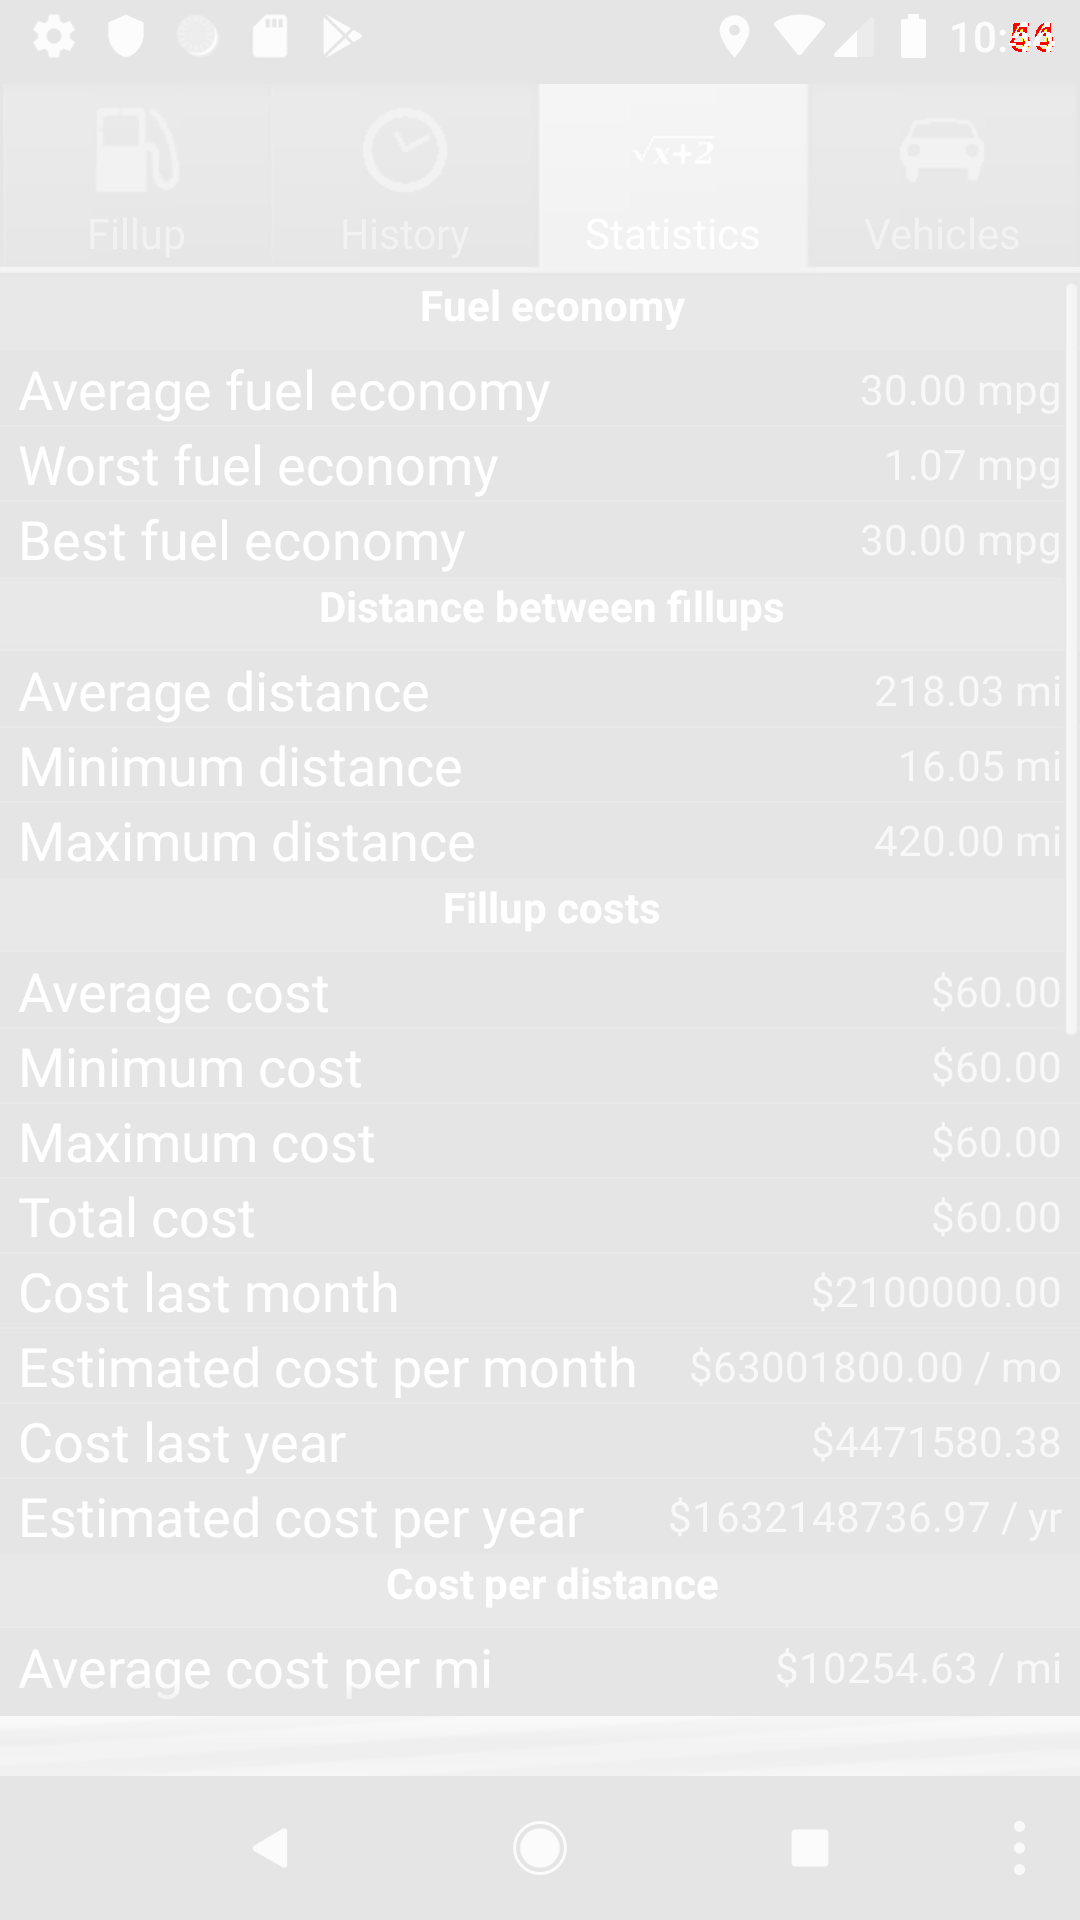 Fillup History √x+2 Statistics Vehicles
Fuel economy
Average fuel economy 30.00 mpg
Worst fuel economy 1.07 mpg
Best fuel economy 30.00 mpg
Distance between fillups
Average distance 218.03 mi
Minimum distance 16.05 mi
Maximum distance 420.00 mi
Fillup costs
Average cost $60.00
Minimum cost $60.00
Maximum cost $60.00
Total cost $60.00
Cost last month $2100000.00
Estimated cost per month $63001800.00 / mo
Cost last year $4471580.38
Estimated cost per year $1632148736.97 / yr
Cost per distance
Average cost per mi $10254.63 / mi